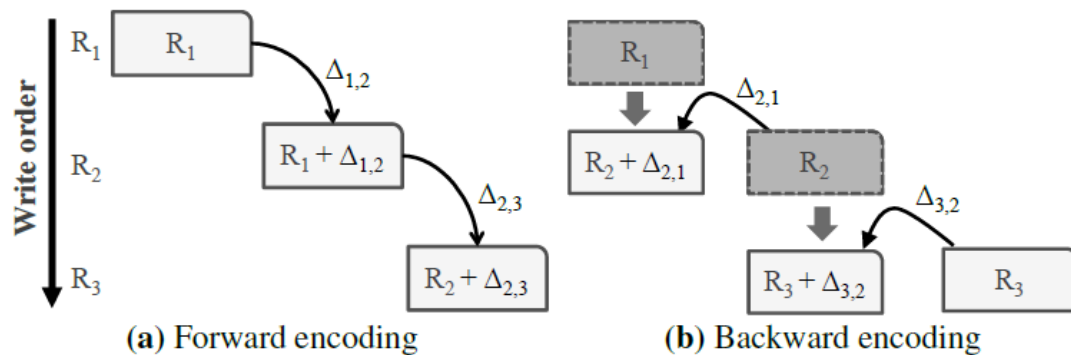 Write order
R₁
R₂
R₃
R₁
Δ₁,₂
R₁ + Δ₁,₂
Δ₂,₃
R₂ + Δ₂,₃
(a) Forward encoding
R₁
Δ₂,₁
R₂ + Δ₂,₁
R₂
Δ₃,₂
R₃ + Δ₃,₂
R₃
(b) Backward encoding